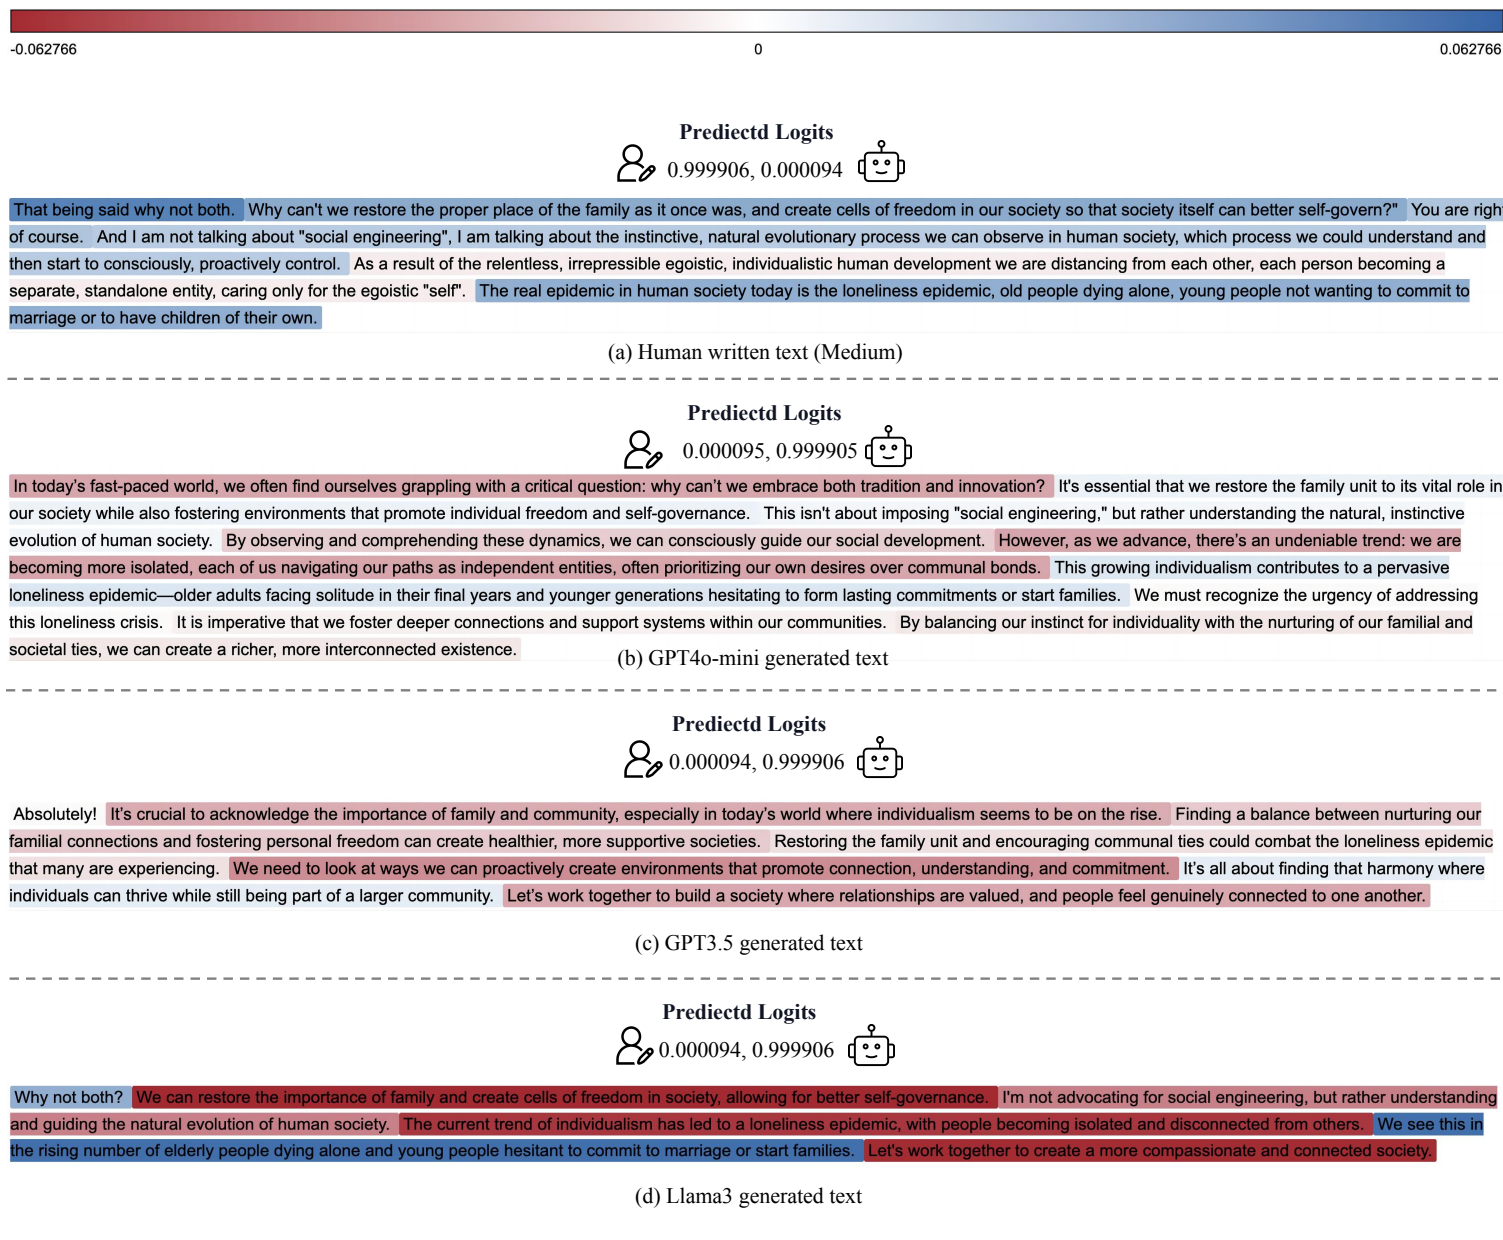 -0.062766 0 0.062766
Prediectd Logits
0.999906, 0.000094
That being said why not both. Why can't we restore the proper place of the family as it once was, and create cells of freedom in our society so that society itself can better self-govern?" You are righ
of course. And I am not talking about "social engineering", I am talking about the instinctive, natural evolutionary process we can observe in human society, which process we could understand and
then start to consciously, proactively control. As a result of the relentless, irrepressible egoistic, individualistic human development we are distancing from each other, each person becoming a
separate, standalone entity, caring only for the egoistic "self". The real epidemic in human society today is the loneliness epidemic, old people dying alone, young people not wanting to commit to
marriage or to have children of their own.
(a) Human written text (Medium)
Prediectd Logits
0.000095, 0.999905
In today’s fast-paced world, we often find ourselves grappling with a critical question: why can’t we embrace both tradition and innovation? It's essential that we restore the family unit to its vital role in
our society while also fostering environments that promote individual freedom and self-governance. This isn't about imposing "social engineering," but rather understanding the natural, instinctive
evolution of human society. By observing and comprehending these dynamics, we can consciously guide our social development. However, as we advance, there’s an undeniable trend: we are
becoming more isolated, each of us navigating our paths as independent entities, often prioritizing our own desires over communal bonds. This growing individualism contributes to a pervasive
loneliness epidemic—older adults facing solitude in their final years and younger generations hesitating to form lasting commitments or start families. We must recognize the urgency of addressing
this loneliness crisis. It is imperative that we foster deeper connections and support systems within our communities. By balancing our instinct for individuality with the nurturing of our familial and
societal ties, we can create a richer, more interconnected existence.
(b) GPT4o-mini generated text
Prediectd Logits
0.000094, 0.999906
Absolutely! It’s crucial to acknowledge the importance of family and community, especially in today’s world where individualism seems to be on the rise. Finding a balance between nurturing our
familial connections and fostering personal freedom can create healthier, more supportive societies. Restoring the family unit and encouraging communal ties could combat the loneliness epidemic
that many are experiencing. We need to look at ways we can proactively create environments that promote connection, understanding, and commitment. It’s all about finding that harmony where
individuals can thrive while still being part of a larger community. Let’s work together to build a society where relationships are valued, and people feel genuinely connected to one another.
(c) GPT3.5 generated text
Prediectd Logits
0.000094, 0.999906
Why not both? We can restore the importance of family and create cells of freedom in society, allowing for better self-governance. I'm not advocating for social engineering, but rather understanding
and guiding the natural evolution of human society. The current trend of individualism has led to a loneliness epidemic, with people becoming isolated and disconnected from others. We see this in
the rising number of elderly people dying alone and young people hesitant to commit to marriage or start families. Let's work together to create a more compassionate and connected society.
(d) Llama3 generated text